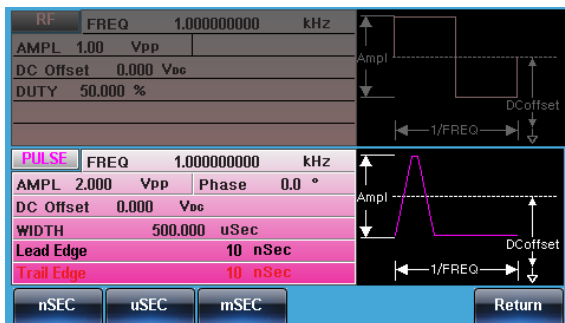 RF FREQ 1.000000000 kHz
AMPL 1.00 Vpp
DC Offset 0.000 VDC
DUTY 50.000 %
Ampl
DCoffset
1/FREQ
PULSE FREQ 1.000000000 kHz
AMPL 2.000 Vpp Phase 0.0 °
DC Offset 0.000 VDC
WIDTH 500.000 uSec
Lead Edge 10 nSec
Trail Edge 10 nSec
Ampl
DCoffset
1/FREQ
nSEC uSEC mSEC Return